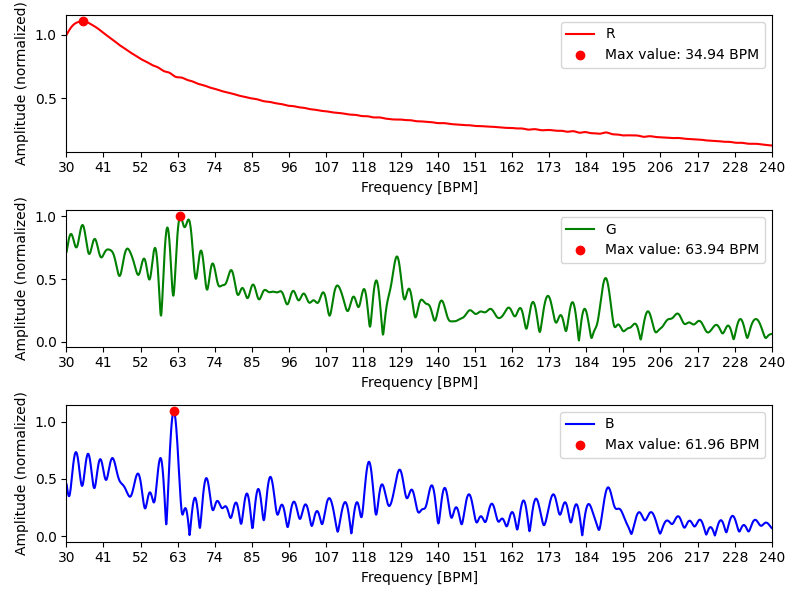 Amplitude (normalized)
1.0
0.5
R
Max value: 34.94 BPM
30 41 52 63 74 85 96 107 118 129 140 151 162 173 184 195 206 217 228 240
Frequency [BPM]
Amplitude (normalized)
1.0
0.5
0.0
G
Max value: 63.94 BPM
30 41 52 63 74 85 96 107 118 129 140 151 162 173 184 195 206 217 228 240
Frequency [BPM]
Amplitude (normalized)
1.0
0.5
0.0
B
Max value: 61.96 BPM
30 41 52 63 74 85 96 107 118 129 140 151 162 173 184 195 206 217 228 240
Frequency [BPM]